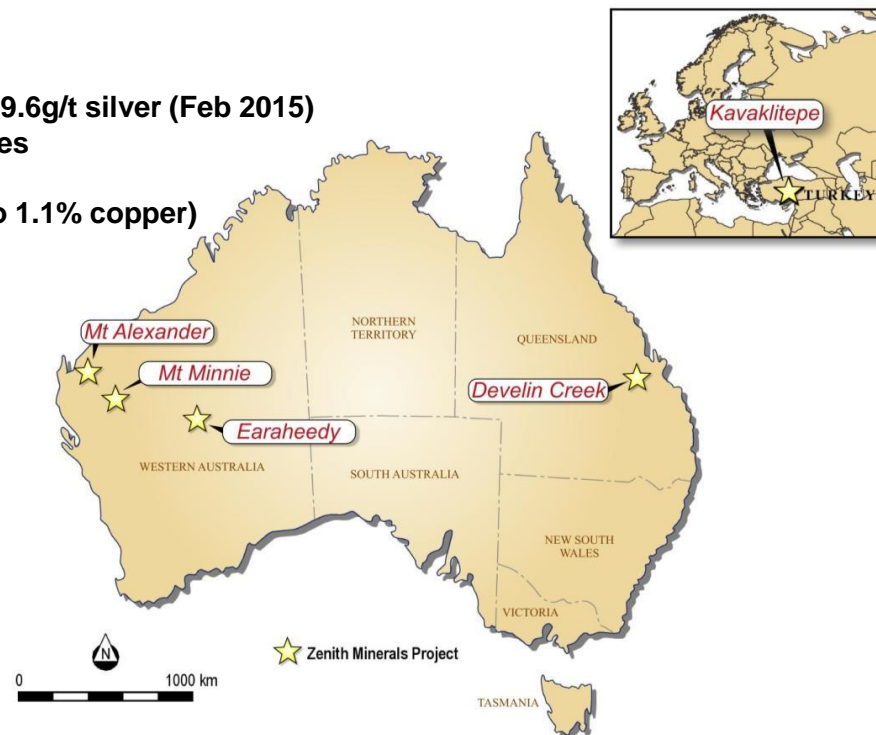 9.6g/t silver (Feb 2015)
es
o 1.1% copper)
Kavaklitepe
TURKEY
Mt Alexander
Mt Minnie
Earaheedy
Develin Creek
NORTHERN
TERRITORY
QUEENSLAND
WESTERN AUSTRALIA
SOUTH AUSTRALIA
NEW SOUTH
WALES
VICTORIA
TASMANIA
N
0 1000 km
Zenith Minerals Project